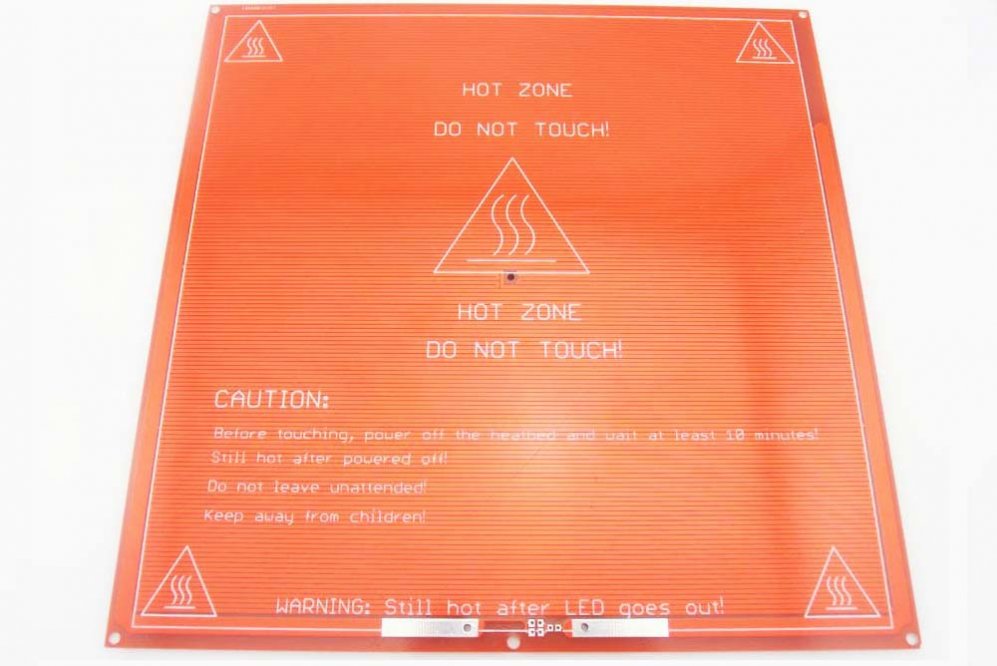 HOT ZONE
DO NOT TOUCH!
HOT ZONE
DO NOT TOUCH!
CAUTION:
Before touching, power off the heatbed and wait at least 10 minutes!
Still hot after powered off!
Do not leave unattended!
Keep away from children!
WARNING: Still hot after LED goes out!